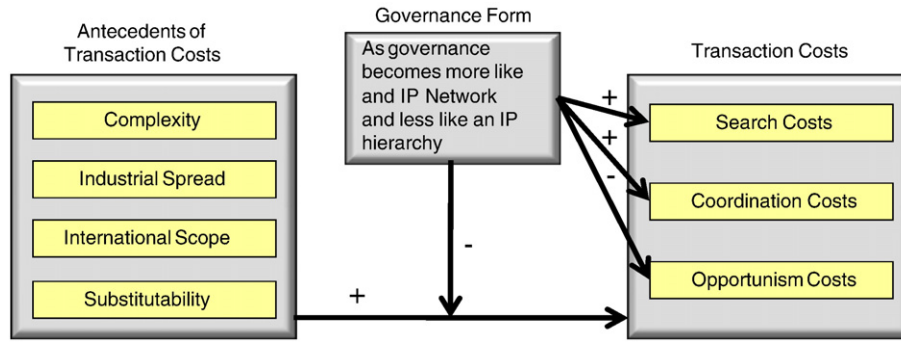 Antecedents of
Transaction Costs
Complexity
Industrial Spread
International Scope
Substitutability
Governance Form
As governance
becomes more like
and IP Network
and less like an IP
hierarchy
-
+
+
+
-
Transaction Costs
Search Costs
Coordination Costs
Opportunism Costs